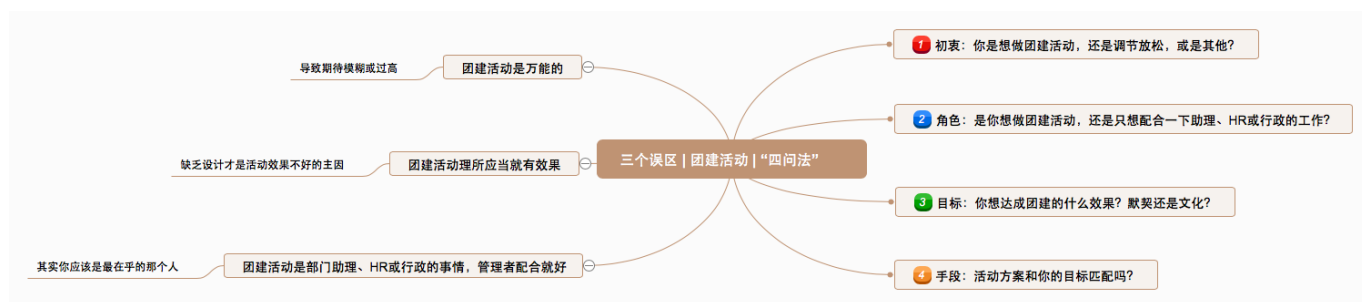 三个误区 | 团建活动 | “四问法”
团建活动是万能的
导致期待模糊或过高
团建活动理所应当就有效果
缺乏设计才是活动效果不好的主因
团建活动是部门助理、HR或行政的事情，管理者配合就好
其实你应该是最在乎的那个人
1 初衷：你是想做团建活动，还是调节放松，或是其他？
2 角色：是你想做团建活动，还是只想配合一下助理、HR或行政的工作？
3 目标：你想达成团建的什么效果？默契还是文化？
4 手段：活动方案和你的目标匹配吗？